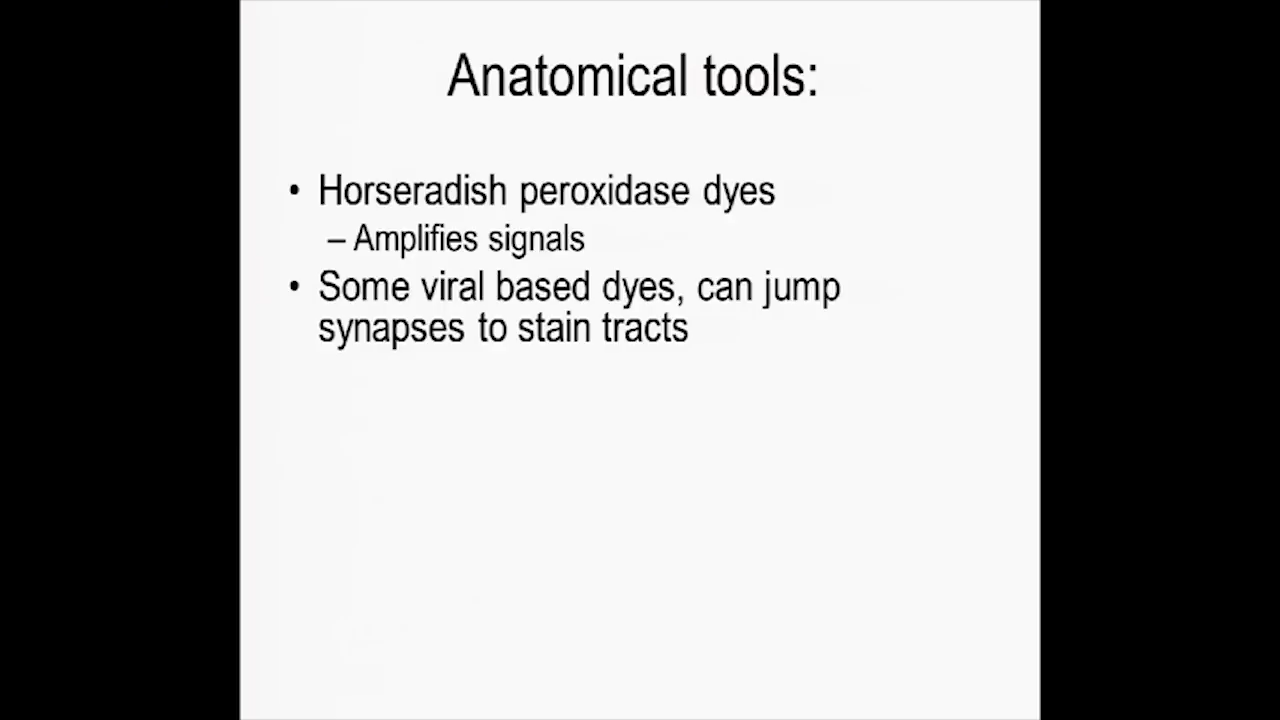 Anatomical tools:
• Horseradish peroxidase dyes
– Amplifies signals
• Some viral based dyes, can jump
synapses to stain tracts